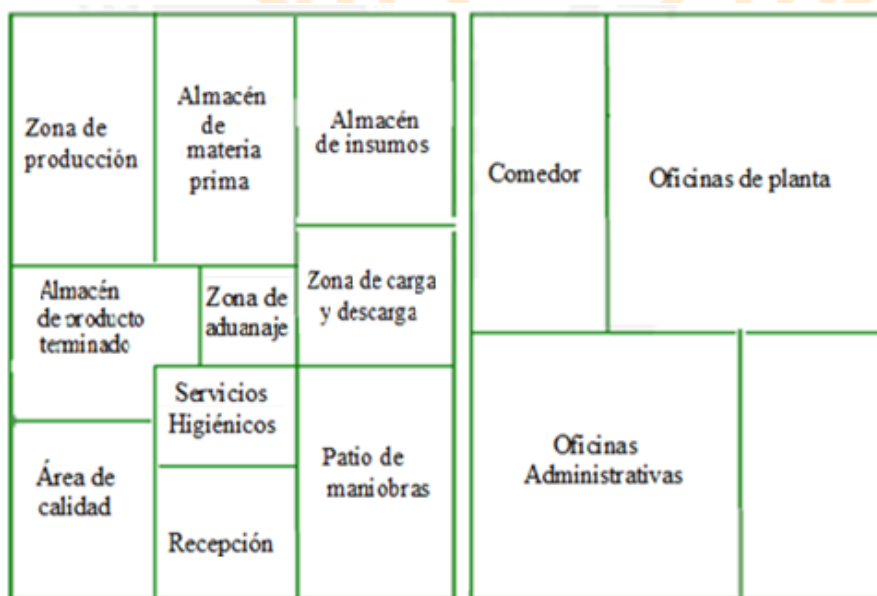 Zona de
producción
Almacén
de
materia
prima
Almacén
de insumos
Almacén
de producto
terminado
Zona de
aduanaje
Zona de carga
y descarga
Servicios
Higiénicos
Área de
calidad
Recepción
Patio de
maniobras
Comedor
Oficinas de planta
Oficinas
Administrativas